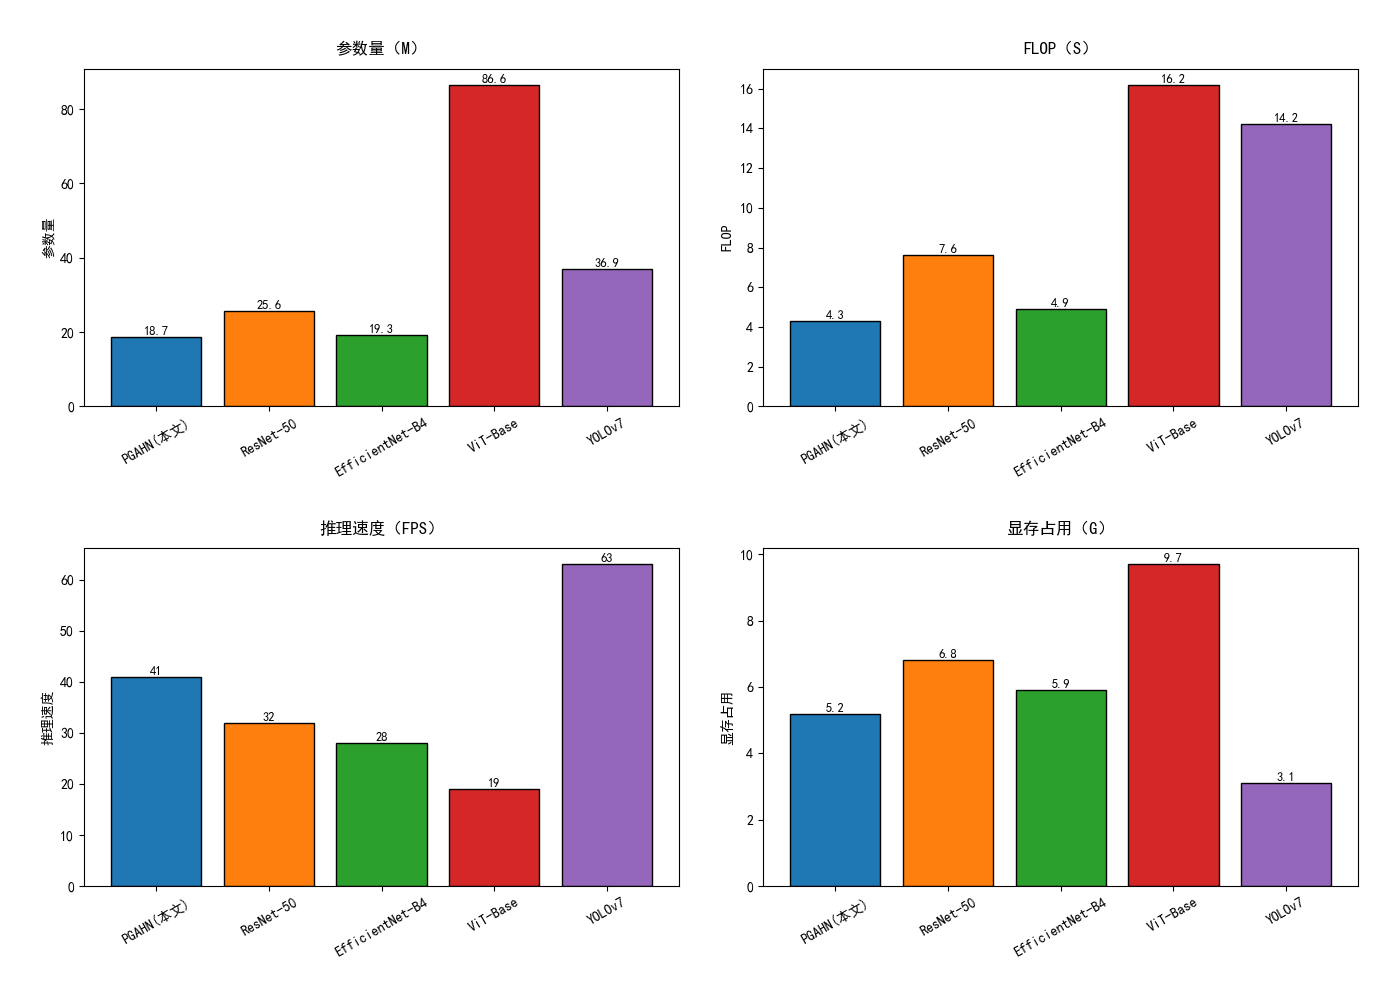 参数量（M）
86.6
36.9
25.6
19.3
18.7
80
60
40
20
0
参数量
PGAHN(本文)
ResNet-50
EfficientNet-B4
ViT-Base
YOLOv7
FLOP（S）
16.2
14.2
7.6
4.9
4.3
16
14
12
10
8
6
4
2
0
FLOP
PGAHN(本文)
ResNet-50
EfficientNet-B4
ViT-Base
YOLOv7
推理速度（FPS）
63
41
32
28
19
60
50
40
30
20
10
0
推理速度
PGAHN(本文)
ResNet-50
EfficientNet-B4
ViT-Base
YOLOv7
显存占用（G）
9.7
6.8
5.9
5.2
3.1
10
8
6
4
2
0
显存占用
PGAHN(本文)
ResNet-50
EfficientNet-B4
ViT-Base
YOLOv7